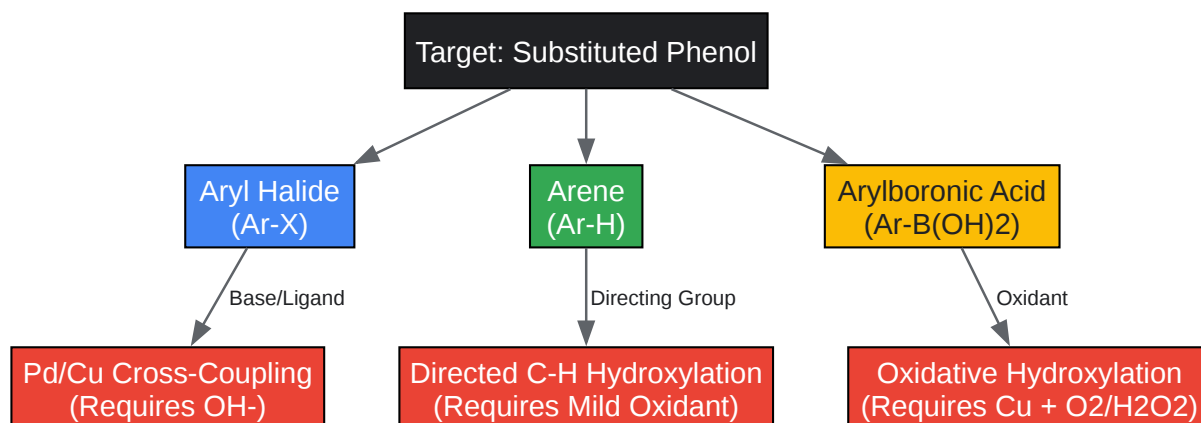 Target: Substituted Phenol
Aryl Halide
(Ar-X)
Arene
(Ar-H)
Arylboronic Acid
(Ar-B(OH)2)
Base/Ligand
Directing Group
Oxidant
Pd/Cu Cross-Coupling
(Requires OH-)
Directed C-H Hydroxylation
(Requires Mild Oxidant)
Oxidative Hydroxylation
(Requires Cu + O2/H2O2)